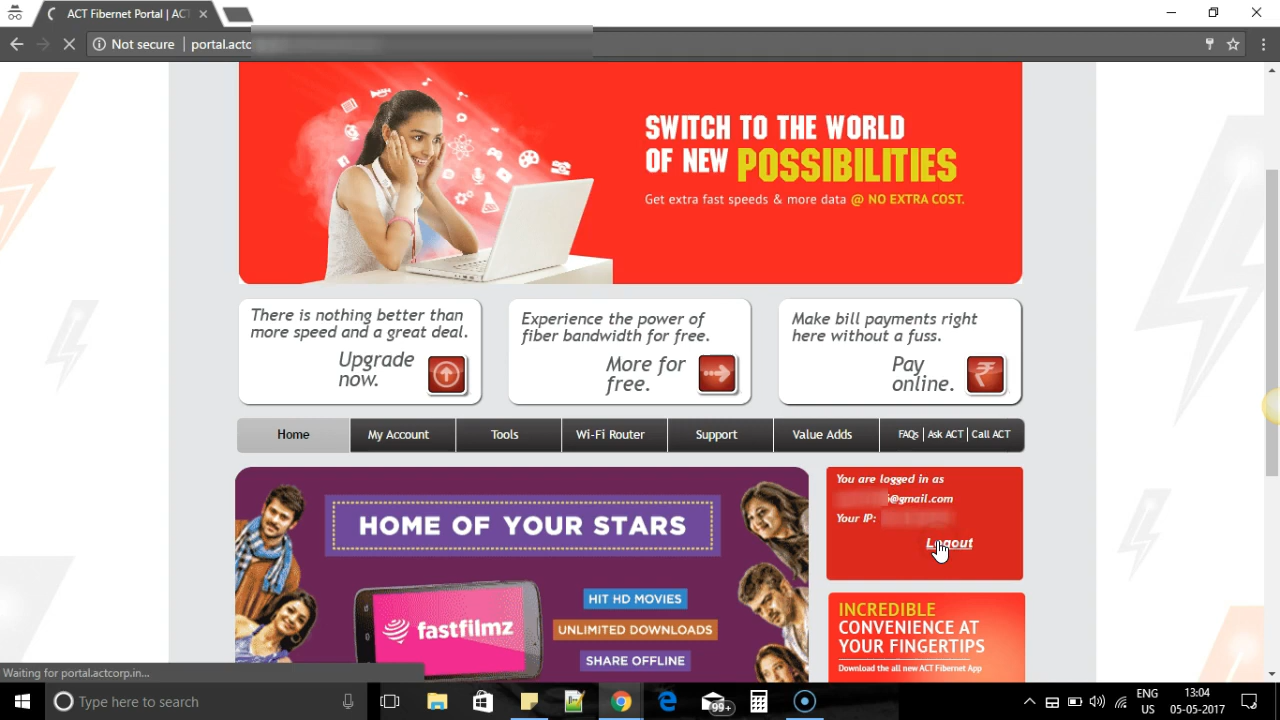 ACT Fibernet Portal | AC
Not secure | portal.actc
SWITCH TO THE WORLD
OF NEW POSSIBILITIES
Get extra fast speeds & more data @ NO EXTRA COST.
There is nothing better than
more speed and a great deal.
Upgrade
now.
Experience the power of
fiber bandwidth for free.
More for
free.
Make bill payments right
here without a fuss.
Pay
online.
Home My Account Tools Wi-Fi Router Support Value Adds FAQs | Ask ACT | Call ACT
You are logged in as
@gmail.com
Your IP:
Logout
HOME OF YOUR STARS
fastfilmz
HIT HD MOVIES
UNLIMITED DOWNLOADS
SHARE OFFLINE
INCREDIBLE
CONVENIENCE AT
YOUR FINGERTIPS
Download the all new ACT Fibernet App
Waiting for portal.actcorp.in...
Type here to search
99+
ENG
US
13:04
05-05-2017